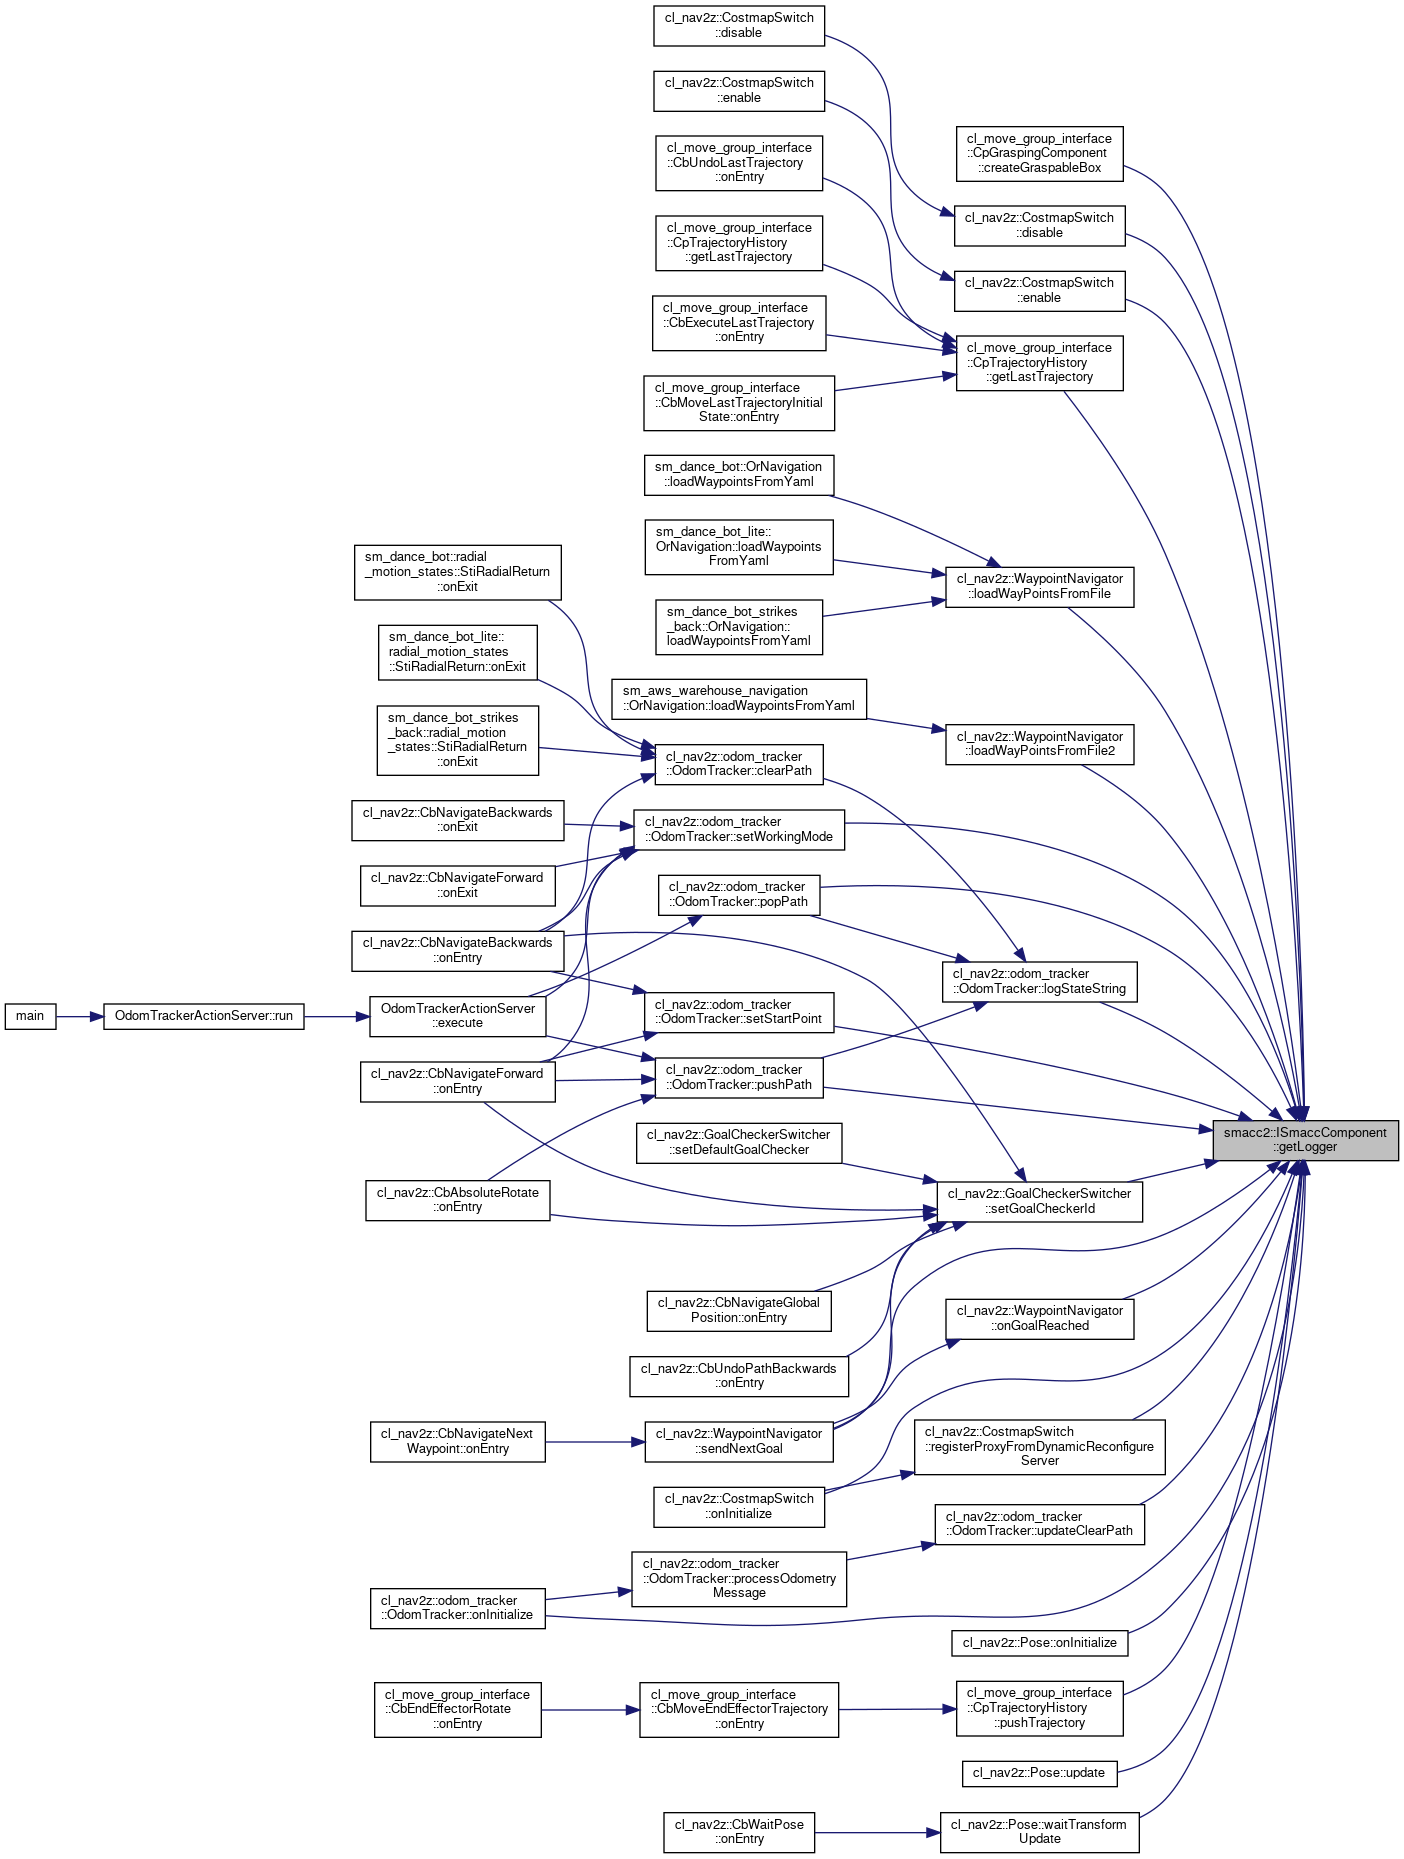 cl_nav2z::CostmapSwitch
::disable
cl_nav2z::CostmapSwitch
::enable
cl_move_group_interface
::CbUndoLastTrajectory
::onEntry
cl_move_group_interface
::CpTrajectoryHistory
::getLastTrajectory
cl_move_group_interface
::CbExecuteLastTrajectory
::onEntry
cl_move_group_interface
::CbMoveLastTrajectoryInitial
State::onEntry
cl_move_group_interface
::CpGraspingComponent
::createGraspableBox
cl_nav2z::CostmapSwitch
::disable
cl_nav2z::CostmapSwitch
::enable
cl_move_group_interface
::CpTrajectoryHistory
::getLastTrajectory
sm_dance_bot::OrNavigation
::loadWaypointsFromYaml
sm_dance_bot_lite::
OrNavigation::loadWaypoints
FromYaml
sm_dance_bot_strikes
_back::OrNavigation::
loadWaypointsFromYaml
cl_nav2z::WaypointNavigator
::loadWayPointsFromFile
sm_aws_warehouse_navigation
::OrNavigation::loadWaypointsFromYaml
cl_nav2z::WaypointNavigator
::loadWayPointsFromFile2
sm_dance_bot::radial
_motion_states::StiRadialReturn
::onExit
sm_dance_bot_lite::
radial_motion_states
::StiRadialReturn::onExit
sm_dance_bot_strikes
_back::radial_motion
_states::StiRadialReturn
::onExit
cl_nav2z::odom_tracker
::OdomTracker::clearPath
cl_nav2z::CbNavigateBackwards
::onExit
cl_nav2z::odom_tracker
::OdomTracker::setWorkingMode
cl_nav2z::CbNavigateForward
::onExit
cl_nav2z::odom_tracker
::OdomTracker::popPath
cl_nav2z::CbNavigateBackwards
::onEntry
cl_nav2z::odom_tracker
::OdomTracker::logStateString
main
OdomTrackerActionServer::run
OdomTrackerActionServer
::execute
cl_nav2z::odom_tracker
::OdomTracker::setStartPoint
cl_nav2z::CbNavigateForward
::onEntry
cl_nav2z::odom_tracker
::OdomTracker::pushPath
smacc2::ISmaccComponent
::getLogger
cl_nav2z::GoalCheckerSwitcher
::setDefaultGoalChecker
cl_nav2z::CbAbsoluteRotate
::onEntry
cl_nav2z::GoalCheckerSwitcher
::setGoalCheckerId
cl_nav2z::CbNavigateGlobal
Position::onEntry
cl_nav2z::WaypointNavigator
::onGoalReached
cl_nav2z::CbUndoPathBackwards
::onEntry
cl_nav2z::CbNavigateNext
Waypoint::onEntry
cl_nav2z::WaypointNavigator
::sendNextGoal
cl_nav2z::CostmapSwitch
::registerProxyFromDynamicReconfigure
Server
cl_nav2z::CostmapSwitch
::onInitialize
cl_nav2z::odom_tracker
::OdomTracker::updateClearPath
cl_nav2z::odom_tracker
::OdomTracker::processOdometry
Message
cl_nav2z::odom_tracker
::OdomTracker::onInitialize
cl_nav2z::Pose::onInitialize
cl_move_group_interface
::CbEndEffectorRotate
::onEntry
cl_move_group_interface
::CbMoveEndEffectorTrajectory
::onEntry
cl_move_group_interface
::CpTrajectoryHistory
::pushTrajectory
cl_nav2z::Pose::update
cl_nav2z::CbWaitPose
::onEntry
cl_nav2z::Pose::waitTransform
Update